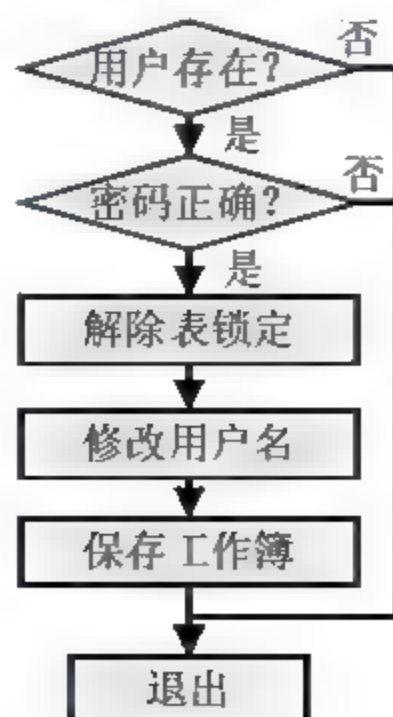 否
用户存在?
是
否
密码正确?
是
解除表锁定
修改用户名
保存工作簿
退出